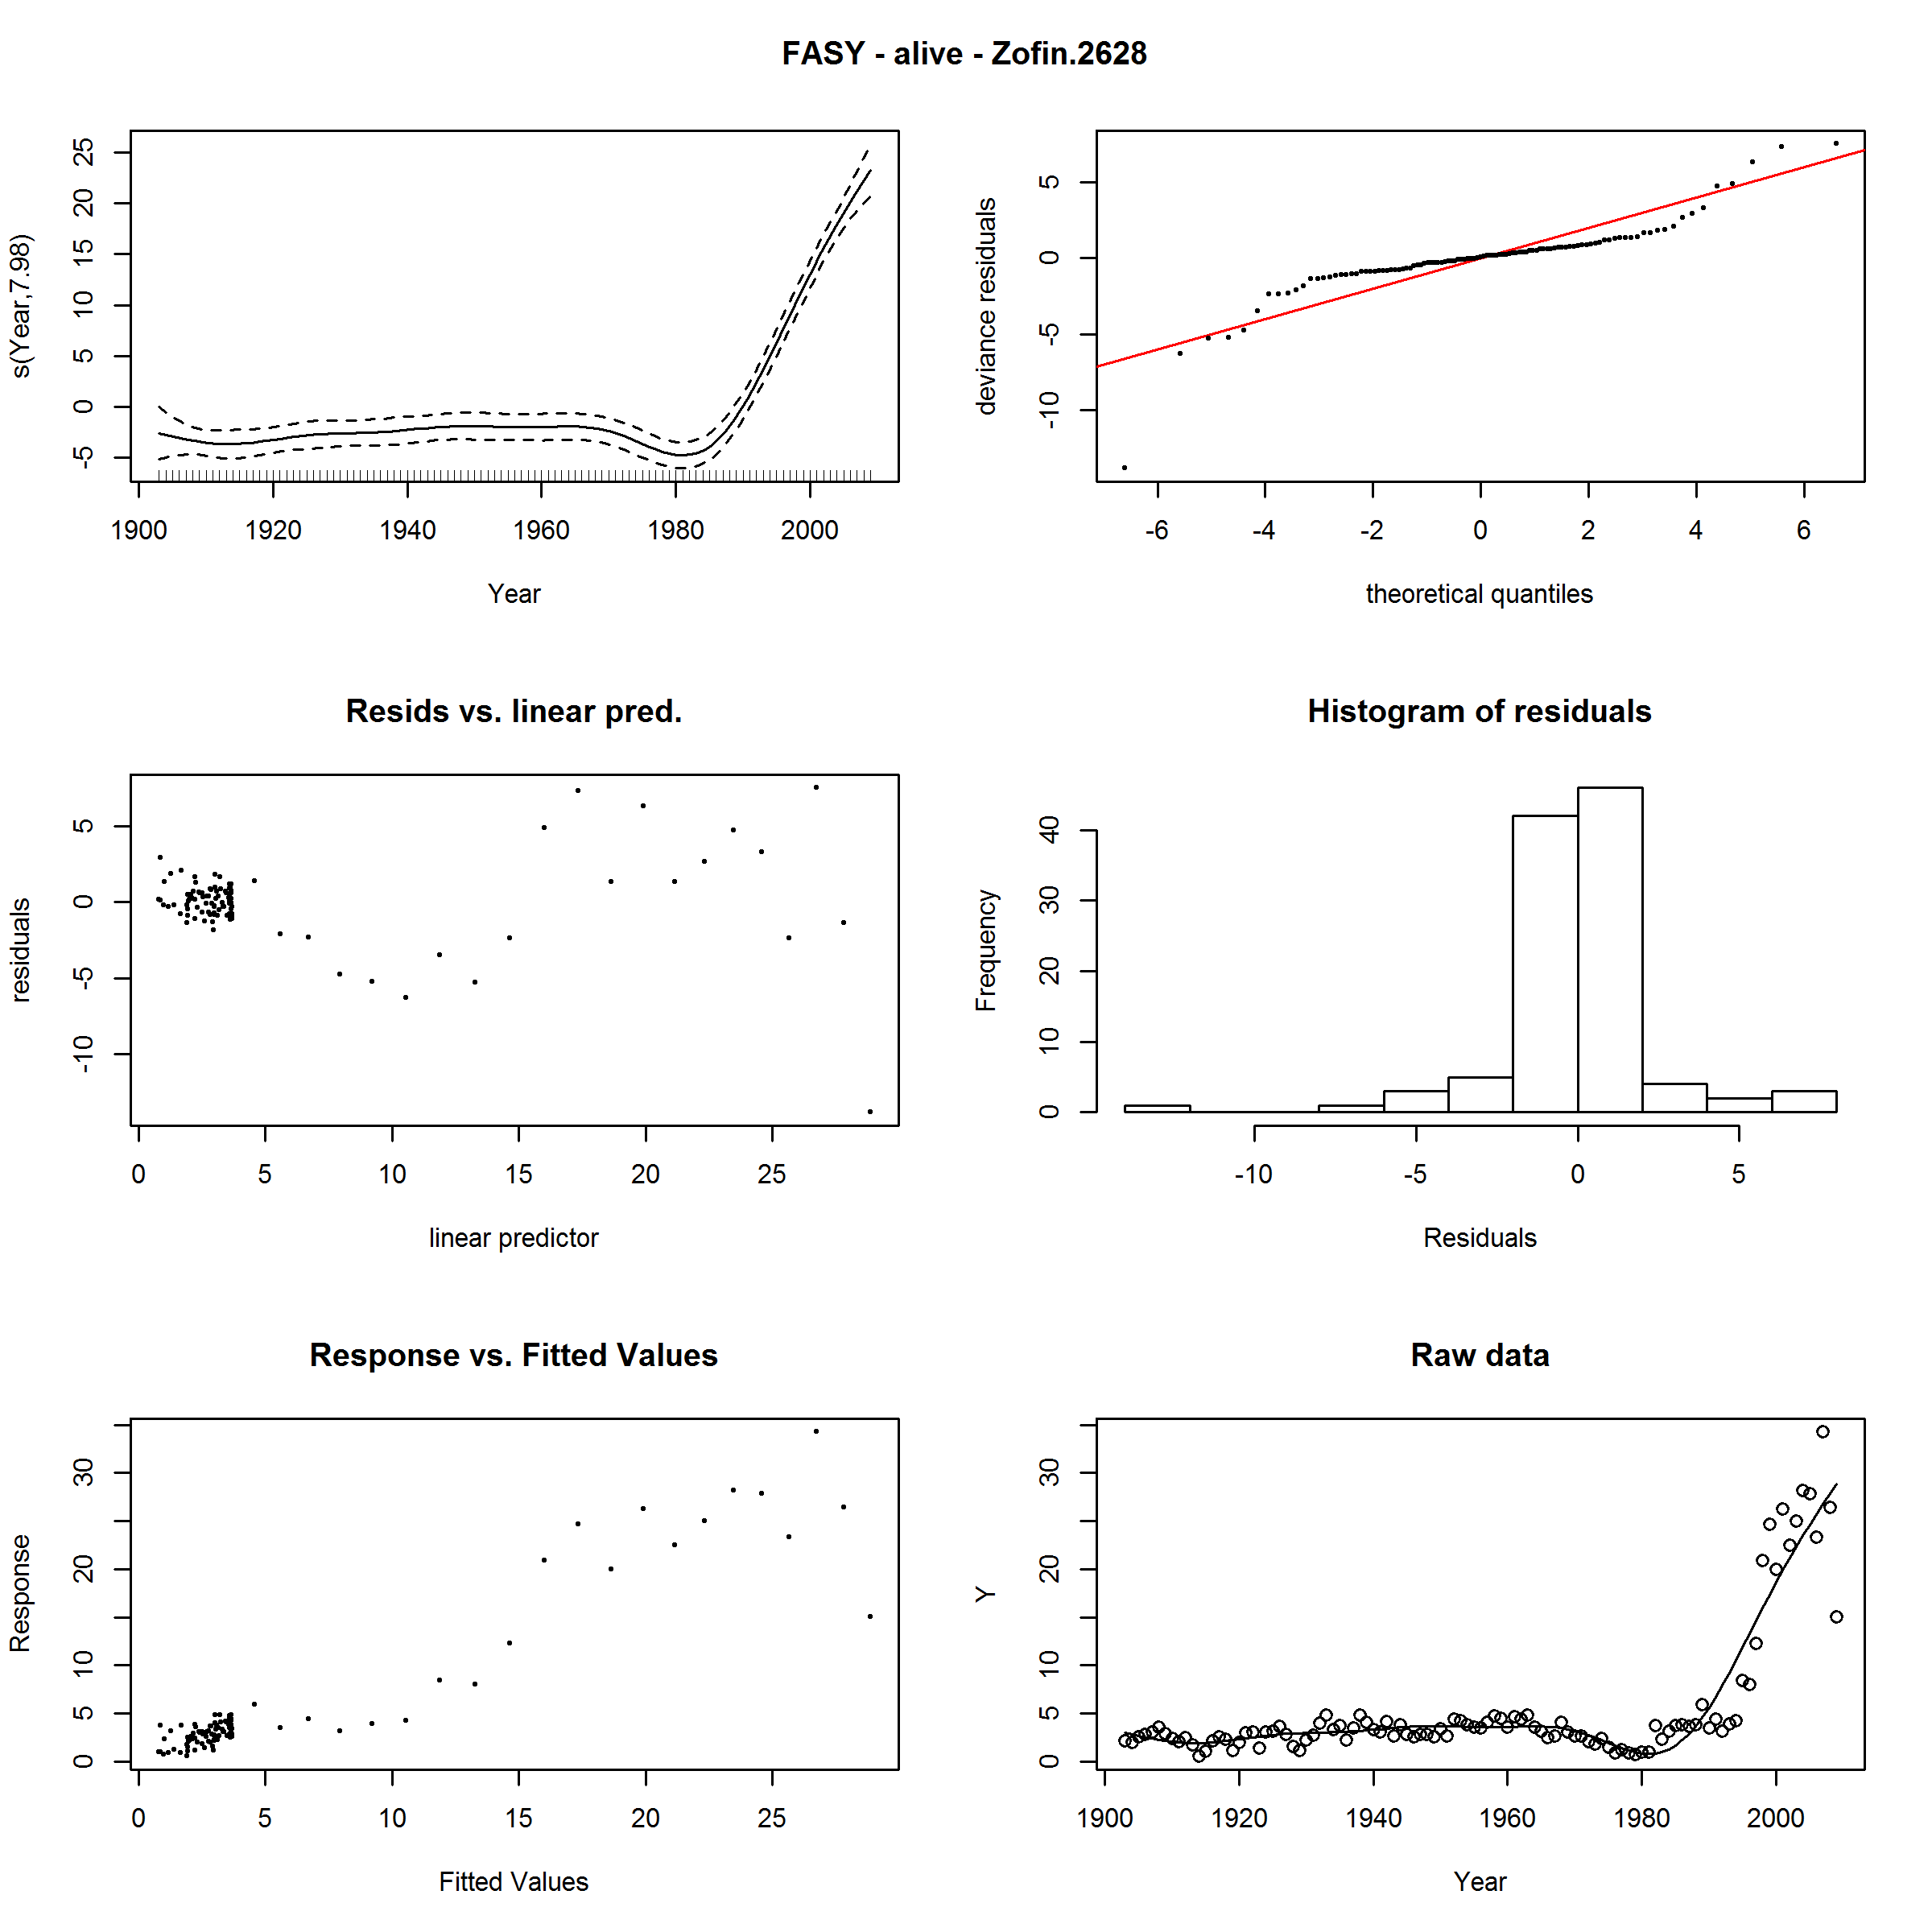 FASY - alive - Zofin.2628
s(Year,7.98)
-5 0 5 10 15 20 25
1900 1920 1940 1960 1980 2000
Year
deviance residuals
-10 -5 0 5
-6 -4 -2 0 2 4 6
theoretical quantiles
Resids vs. linear pred.
residuals
-10 -5 0 5
0 5 10 15 20 25
linear predictor
Histogram of residuals
Frequency
0 10 20 30 40
-10 -5 0 5
Residuals
Response vs. Fitted Values
Response
0 5 10 20 30
0 5 10 15 20 25
Fitted Values
Raw data
Y
0 5 10 20 30
1900 1920 1940 1960 1980 2000
Year